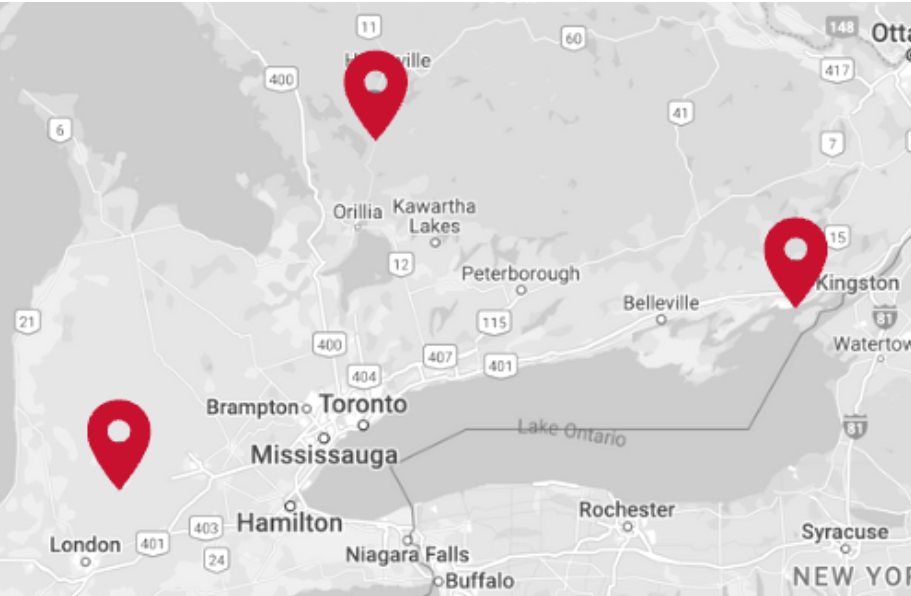 11
148
Otta
60
417
ville
400
41
6
7
Orillia
Kawartha
Lakes
15
12
Peterborough
Kingston
Belleville
21
115
81
400
407
401
Watertow
404
Brampton
Toronto
Lake Ontario
81
Mississauga
Rochester
Hamilton
403
Syracuse
London
401
Niagara Falls
24
NEW YOR
Buffalo